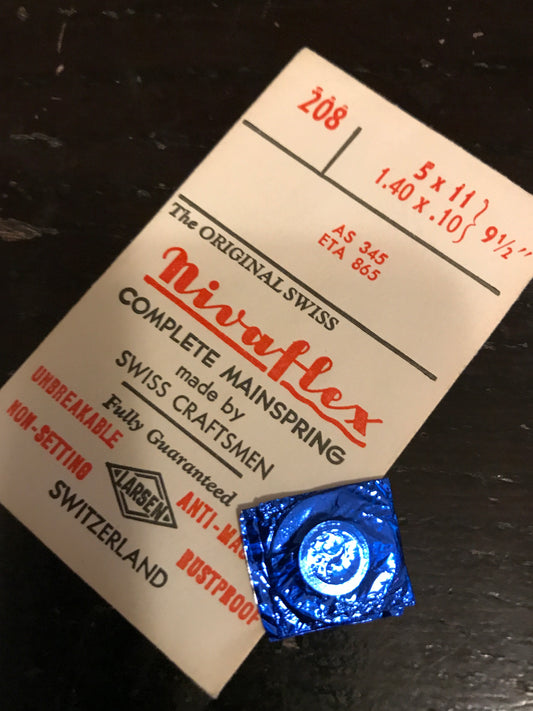 208
5 x 11
1.40 x .10 } 9½"
AS 345
ETA 865
The ORIGINAL SWISS
Nivaflex
COMPLETE MAINSPRING
made by
SWISS CRAFTSMEN
Fully Guaranteed
UNBREAKABLE
NON-SETTING
LARSEN
ANTI-MA
RUSTPROOF
SWITZERLAND